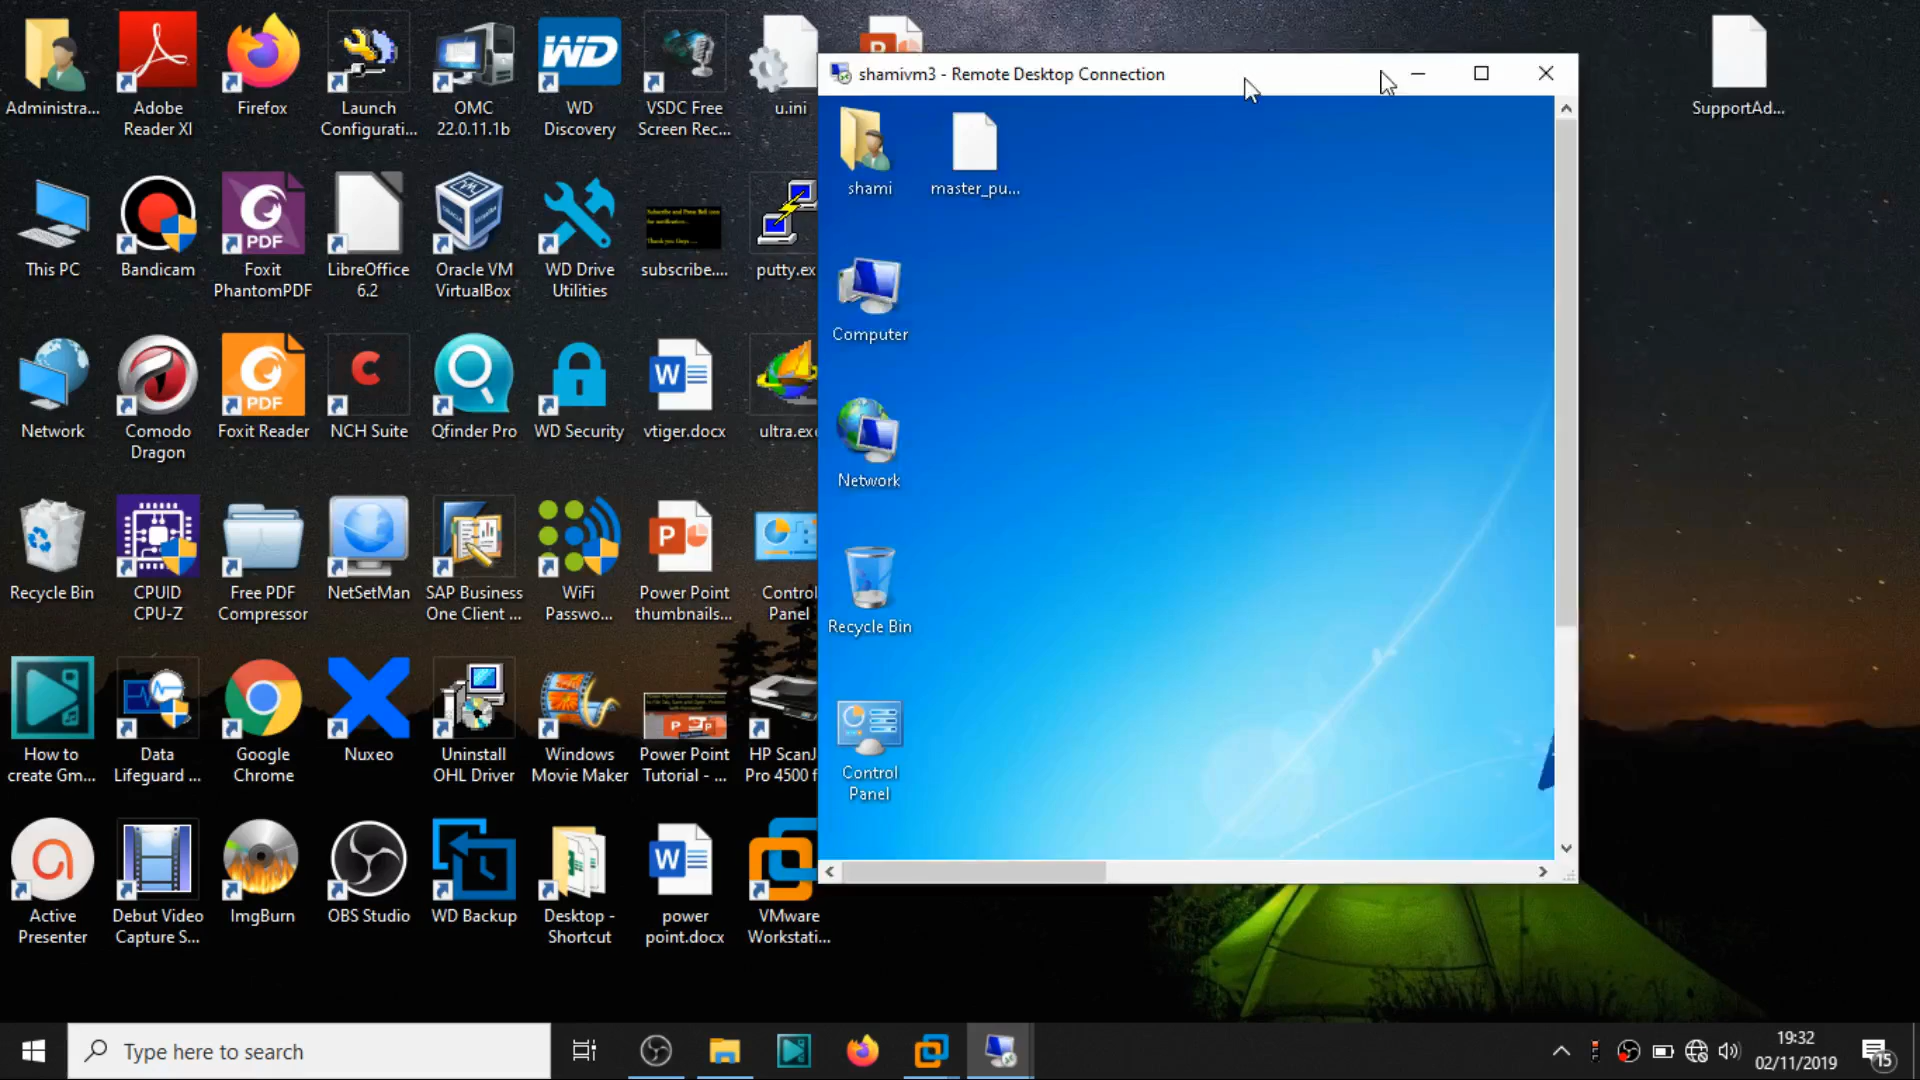 Administra...
Adobe
Reader XI
Firefox
Launch
Configurati...
OMC
22.0.11.1b
WD
WD
Discovery
VSDC Free
Screen Rec...
u.ini
SupportAd...
This PC
Bandicam
PDF
Foxit
PhantomPDF
LibreOffice
6.2
Oracle VM
VirtualBox
WD Drive
Utilities
subscribe....
putty.ex
Network
Comodo
Dragon
PDF
Foxit Reader
NCH Suite
Qfinder Pro
WD Security
W
vtiger.docx
ultra.exe
Recycle Bin
CPUID
CPU-Z
Free PDF
Compressor
NetSetMan
SAP Business
One Client ...
WiFi
Passwo...
P
Power Point
thumbnails...
Control
Panel
How to
create Gm...
Data
Lifeguard ...
Google
Chrome
Nuxeo
Uninstall
OHL Driver
Windows
Movie Maker
Power Point
Tutorial - ...
HP ScanJ
Pro 4500 f
Active
Presenter
Debut Video
Capture S...
ImgBurn
OBS Studio
WD Backup
Desktop -
Shortcut
W
power
point.docx
VMware
Workstati...
shamivm3 - Remote Desktop Connection
shami
master_pu...
Computer
Network
Recycle Bin
Control
Panel
Type here to search
19:32
02/11/2019
15